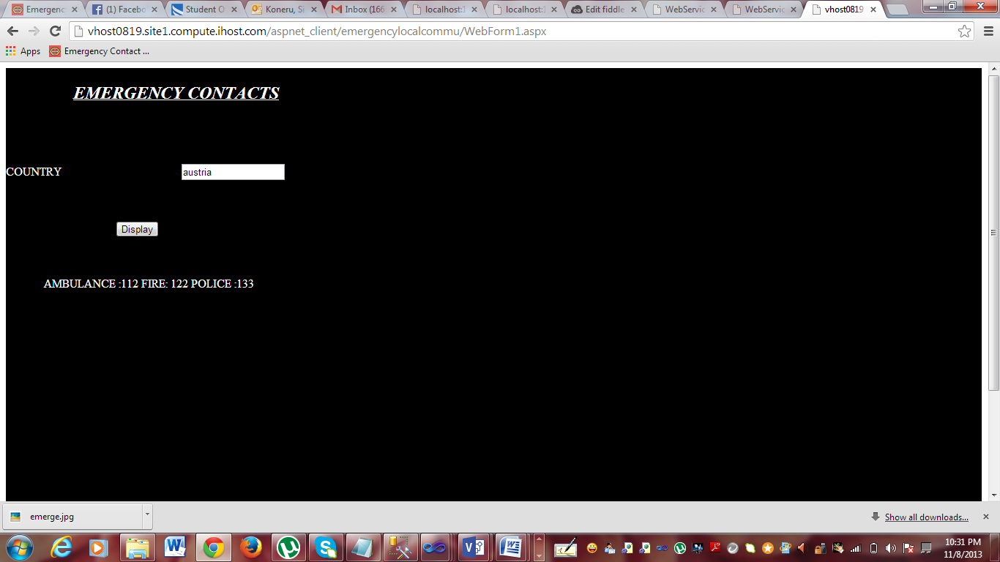 Emergenc
(1) Facebo
Student O
Koneru, Si
Inbox (166
localhost:1
localhost:1
Edit fiddle
WebServic
WebServic
vhost0819
vhost0819.site1.compute.ihost.com/aspnet_client/emergencylocalcommu/WebForm1.aspx
Apps
Emergency Contact ...
EMERGENCY CONTACTS
COUNTRY
austria
Display
AMBULANCE :112 FIRE: 122 POLICE :133
emerge.jpg
Show all downloads...
10:31 PM
11/8/2013